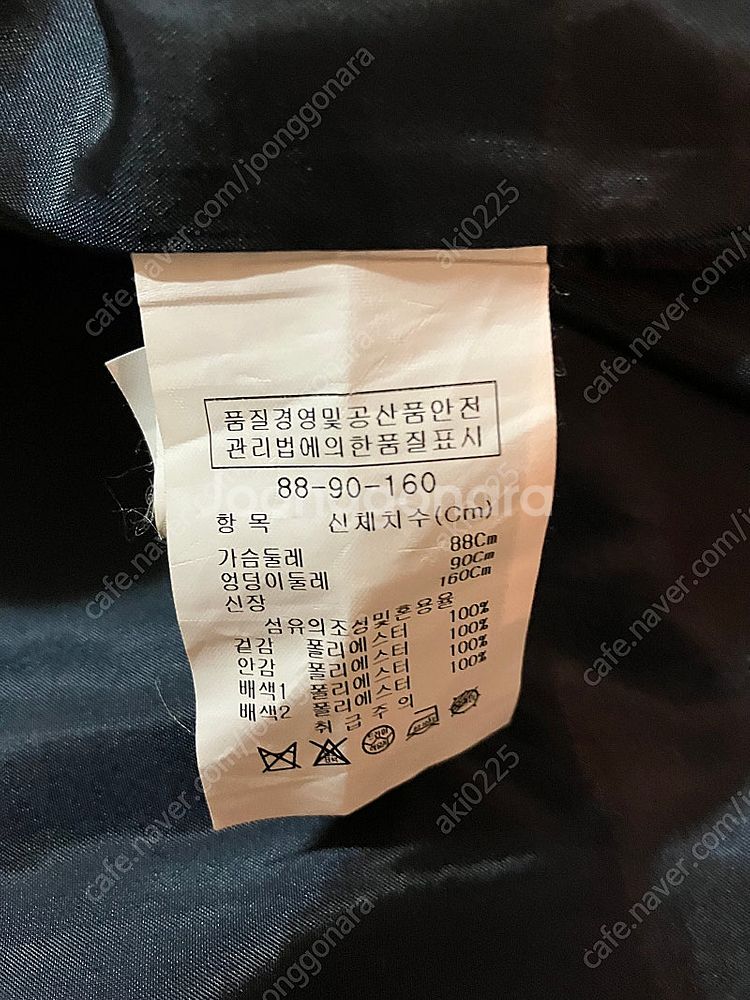 품질경영및공산품안전
관리법에의한품질표시
88-90-160
항 목 신체치수(Cm)
가슴둘레 88Cm
엉덩이둘레 90Cm
신장 160Cm
섬유의조성및혼용율
겉감 폴리에스터 100%
안감 폴리에스터 100%
배색1 폴리에스터 100%
배색2 폴리에스터 100%
취급주의
cafe.naver.com/joonggonara
aki0225
joonggonara